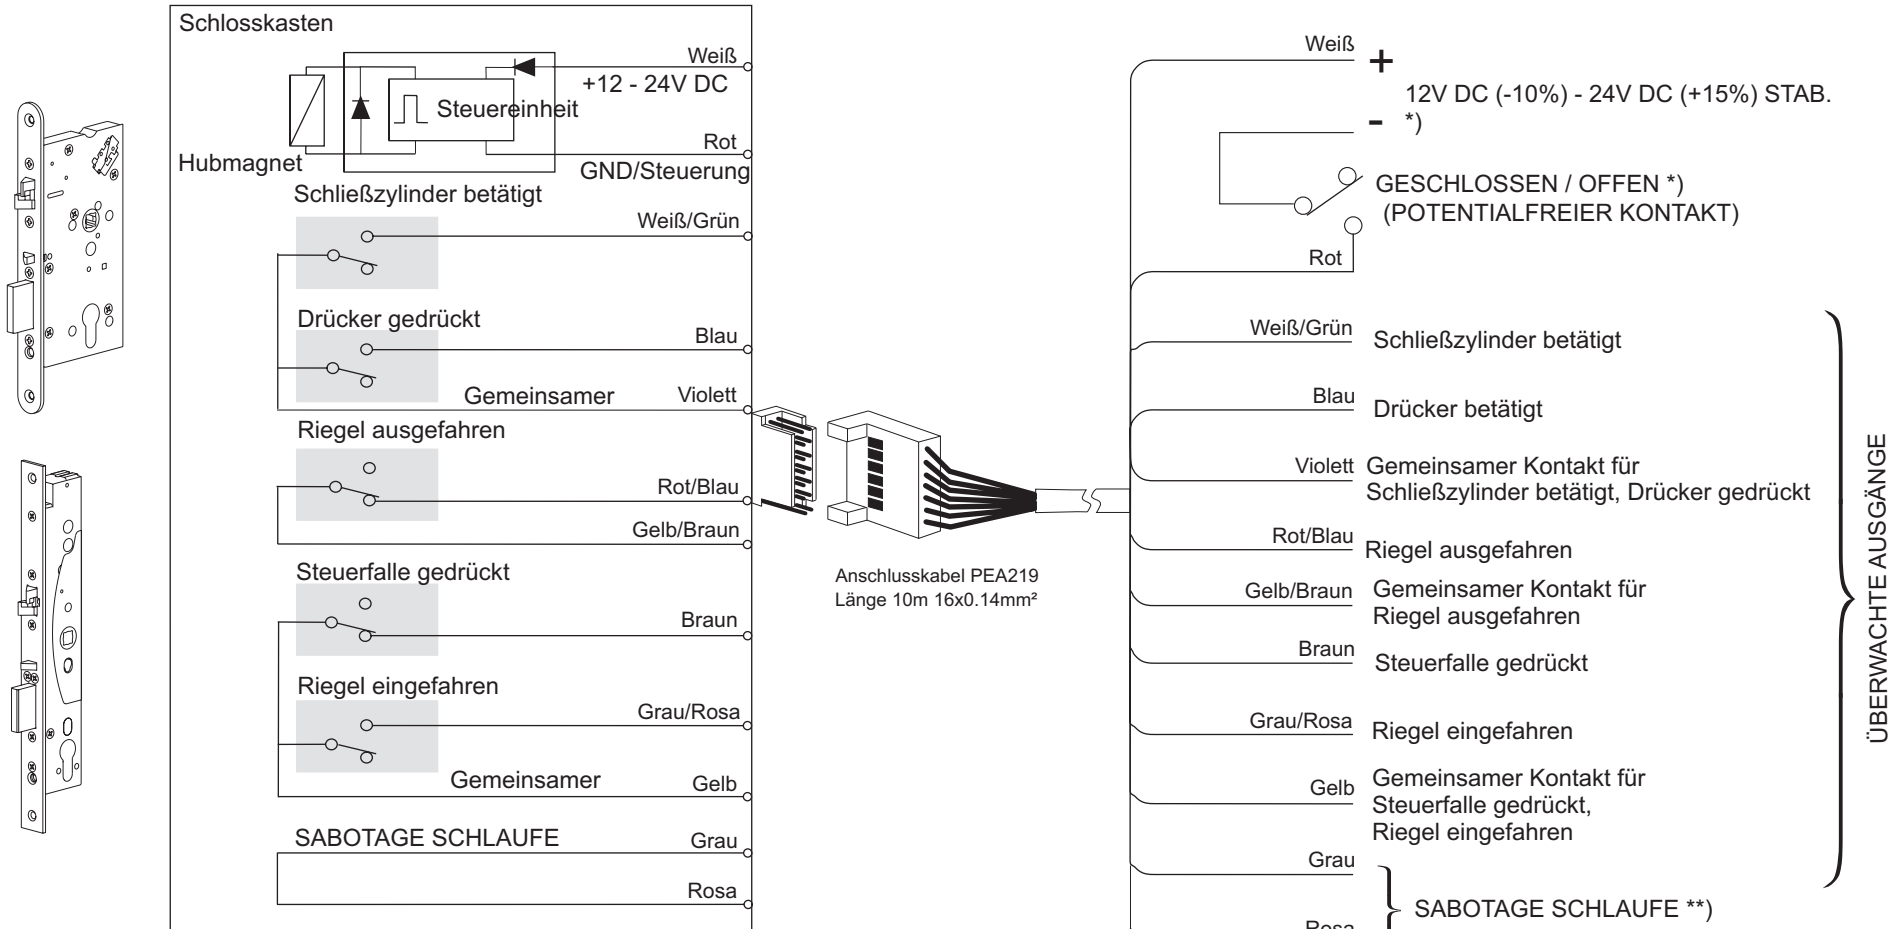 Schlosskasten
Weiß
+12 - 24V DC
Steuereinheit
Rot
Hubmagnet
GND/Steuerung
Schließzylinder betätigt
Weiß/Grün
Drücker gedrückt
Blau
Gemeinsamer
Violett
Riegel ausgefahren
Rot/Blau
Gelb/Braun
Steuerfalle gedrückt
Braun
Riegel eingefahren
Grau/Rosa
Gemeinsamer
Gelb
SABOTAGE SCHLAUFE
Grau
Rosa
Anschlusskabel PEA219
Länge 10m 16x0.14mm²
Weiß
+
12V DC (-10%) - 24V DC (+15%) STAB.
- *)
GESCHLOSSEN / OFFEN *)
(POTENTIALFREIER KONTAKT)
Rot
Weiß/Grün
Schließzylinder betätigt
Blau
Drücker betätigt
Violett
Gemeinsamer Kontakt für
Schließzylinder betätigt, Drücker gedrückt
Rot/Blau
Riegel ausgefahren
Gelb/Braun
Gemeinsamer Kontakt für
Riegel ausgefahren
Braun
Steuerfalle gedrückt
Grau/Rosa
Riegel eingefahren
Gelb
Gemeinsamer Kontakt für
Steuerfalle gedrückt,
Riegel eingefahren
Grau
Rosa
SABOTAGE SCHLAUFE **)
ÜBERWACHTE AUSGÄNGE